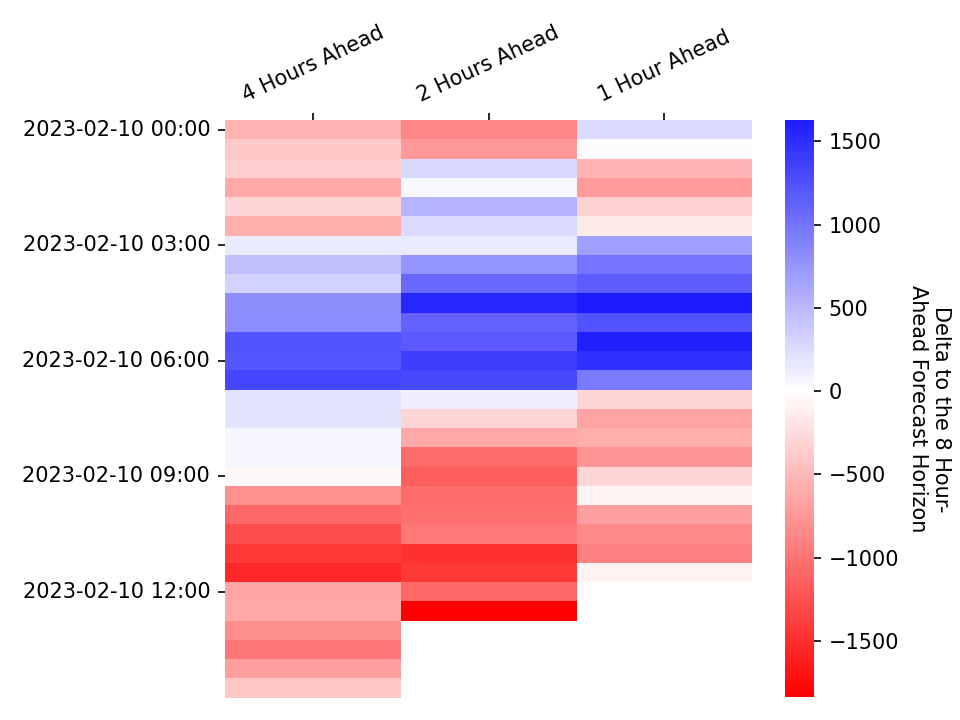 4 Hours Ahead
2 Hours Ahead
1 Hour Ahead
2023-02-10 00:00
2023-02-10 03:00
2023-02-10 06:00
2023-02-10 09:00
2023-02-10 12:00
1500
1000
500
0
−500
−1000
−1500
Delta to the 8 Hour-
Ahead Forecast Horizon